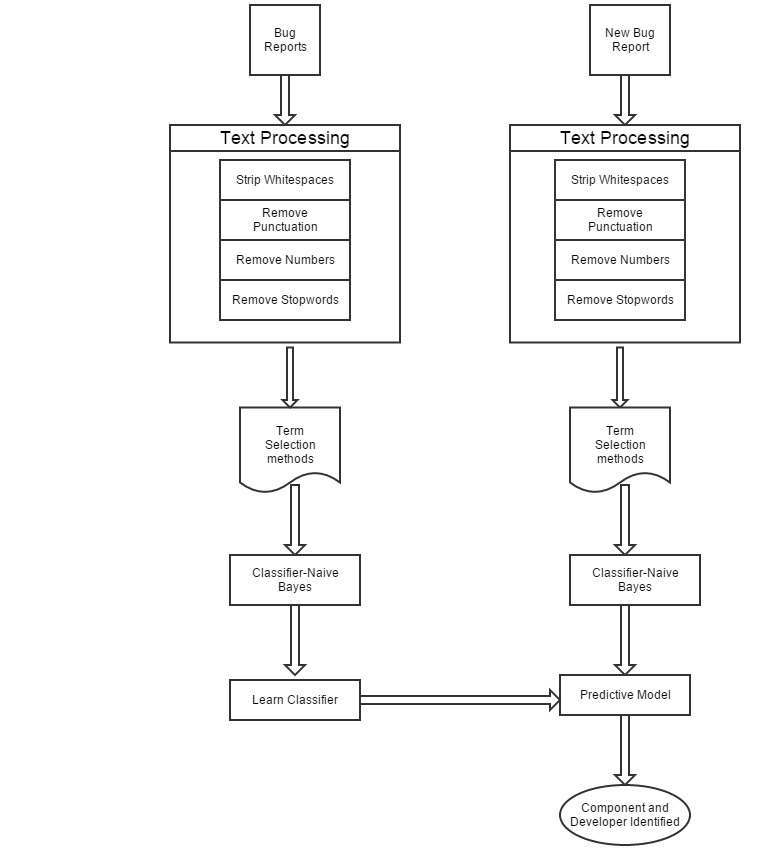 Bug
Reports
New Bug
Report
Text Processing
Strip Whitespaces
Remove
Punctuation
Remove Numbers
Remove Stopwords
Text Processing
Strip Whitespaces
Remove
Punctuation
Remove Numbers
Remove Stopwords
Term
Selection
methods
Term
Selection
methods
Classifier-Naive
Bayes
Classifier-Naive
Bayes
Learn Classifier
Predictive Model
Component and
Developer Identified